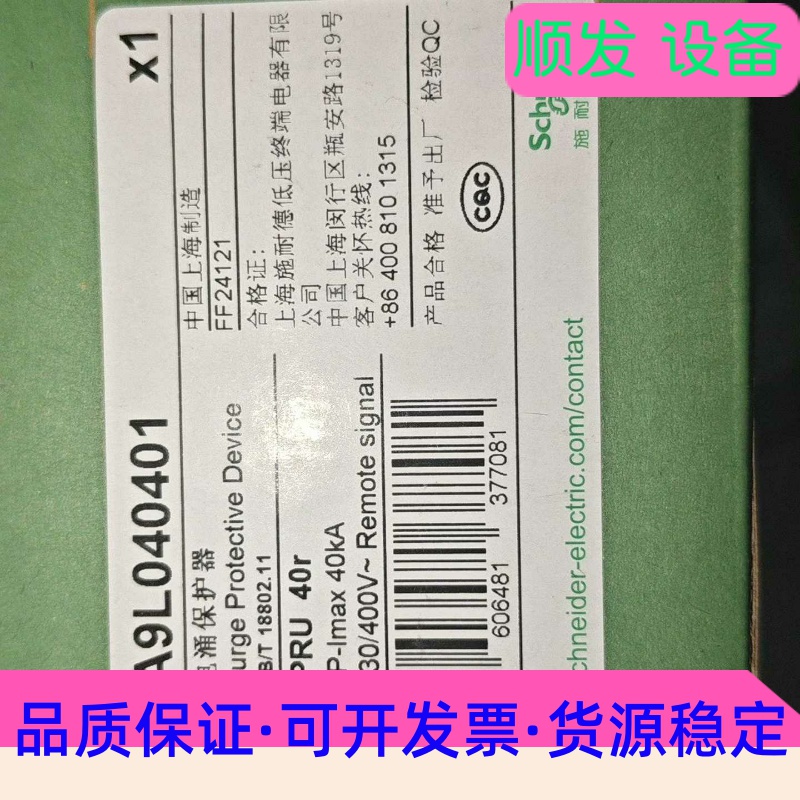 顺发 设备
A9L040401
x1
电涌保护器
urge Protective Device
B/T 18802.11
PRU 40r
P-Imax 40kA
30/400V~ Remote signal
606481 377081
中国上海制造
FF24121
合格证:
上海施耐德低压终端电器有限
公司
中国上海闵行区瓶安路1319号
客户关怀热线:
+86 400 810 1315
产品合格 准予出厂 检验QC
CQC
Sch
施耐
chneider-electric.com/contact
品质保证·可开发票·货源稳定